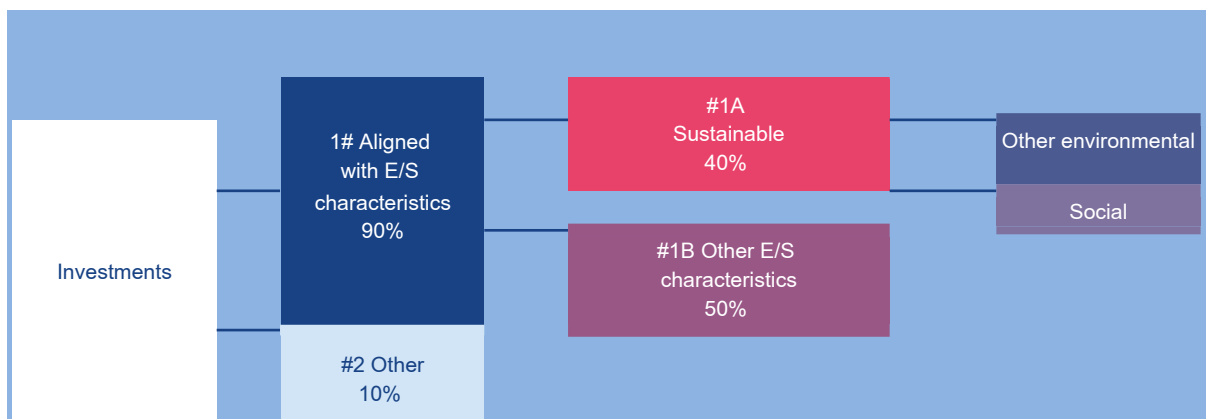 Investments
1# Aligned
with E/S
characteristics
90%
#2 Other
10%
#1A
Sustainable
40%
#1B Other E/S
characteristics
50%
Other environmental
Social